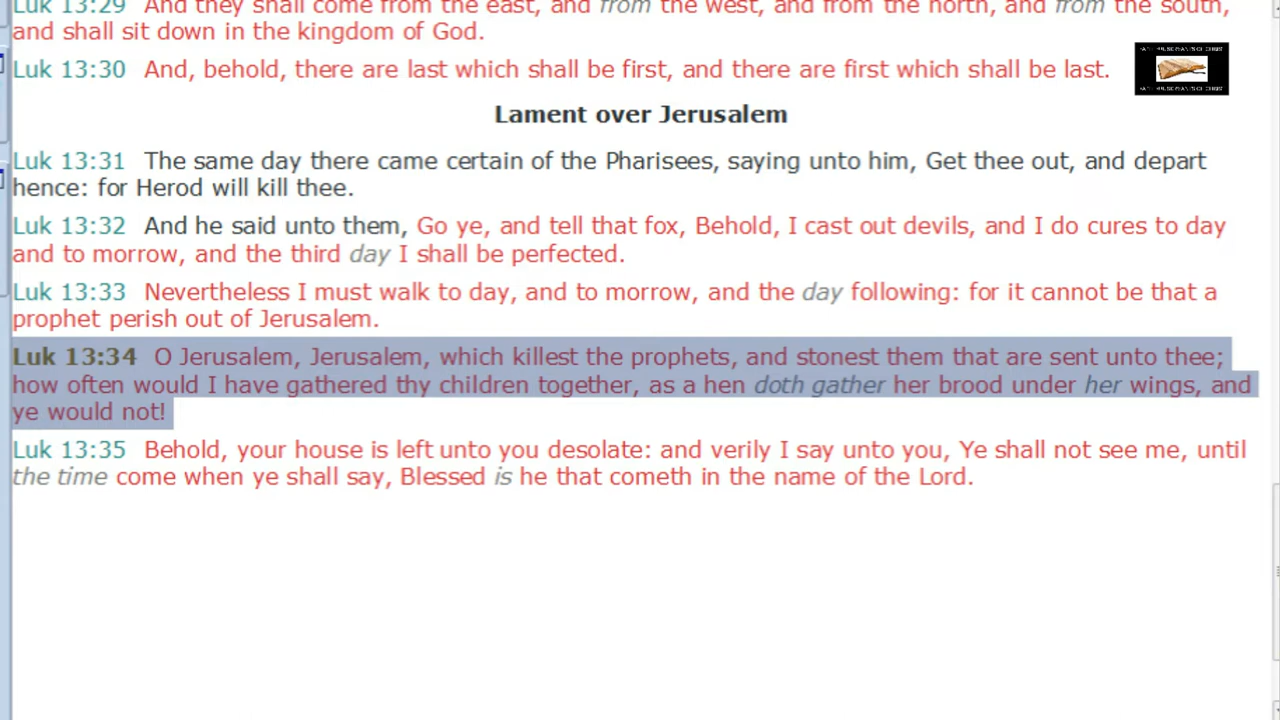 Luk 13:29 And they shall come from the east, and from the west, and from the north, and from the south,
and shall sit down in the kingdom of God.
Luk 13:30 And, behold, there are last which shall be first, and there are first which shall be last.
Lament over Jerusalem
Luk 13:31 The same day there came certain of the Pharisees, saying unto him, Get thee out, and depart
hence: for Herod will kill thee.
Luk 13:32 And he said unto them, Go ye, and tell that fox, Behold, I cast out devils, and I do cures to day
and to morrow, and the third day I shall be perfected.
Luk 13:33 Nevertheless I must walk to day, and to morrow, and the day following: for it cannot be that a
prophet perish out of Jerusalem.
Luk 13:34 O Jerusalem, Jerusalem, which killest the prophets, and stonest them that are sent unto thee;
how often would I have gathered thy children together, as a hen doth gather her brood under her wings, and
ye would not!
Luk 13:35 Behold, your house is left unto you desolate: and verily I say unto you, Ye shall not see me, until
the time come when ye shall say, Blessed is he that cometh in the name of the Lord.